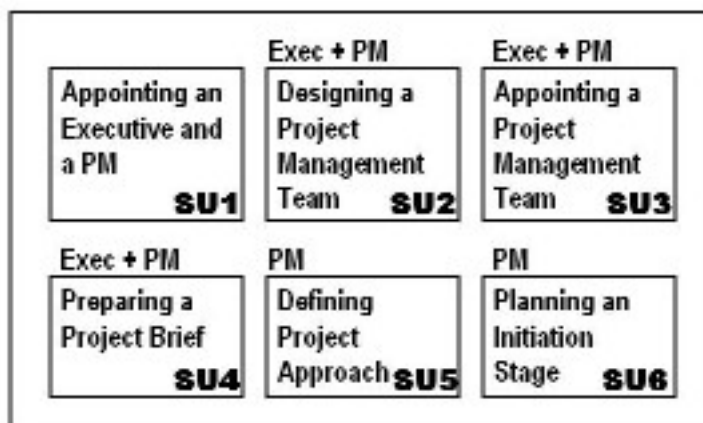 Appointing an
Executive and
a PM
SU1
Exec + PM
Designing a
Project
Management
Team SU2
Exec + PM
Appointing a
Project
Management
Team SU3
Exec + PM
Preparing a
Project Brief
SU4
PM
Defining
Project
Approach SU5
PM
Planning an
Initiation
Stage SU6